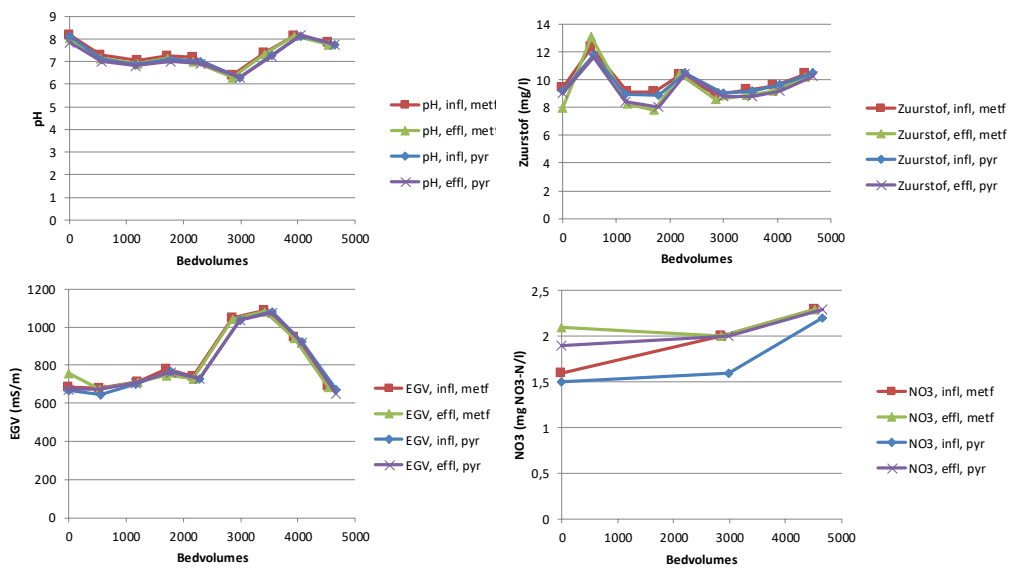 9
8
7
6
5
4
3
2
1
0
pH
0 1000 2000 3000 4000 5000
Bedvolumes
pH, infl, metf
pH, effl, metf
pH, infl, pyr
pH, effl, pyr
14
12
10
8
6
4
2
0
Zuurstof (mg/l)
0 1000 2000 3000 4000 5000
Bedvolumes
Zuurstof, infl, metf
Zuurstof, effl, metf
Zuurstof, infl, pyr
Zuurstof, effl, pyr
1200
1000
800
600
400
200
0
EGV (mS/m)
0 1000 2000 3000 4000 5000
Bedvolumes
EGV, infl, metf
EGV, effl, metf
EGV, infl, pyr
EGV, effl, pyr
2,5
2
1,5
1
0,5
0
NO3 (mg NO3-N/l)
0 1000 2000 3000 4000 5000
Bedvolumes
NO3, infl, metf
NO3, effl, metf
NO3, infl, pyr
NO3, effl, pyr